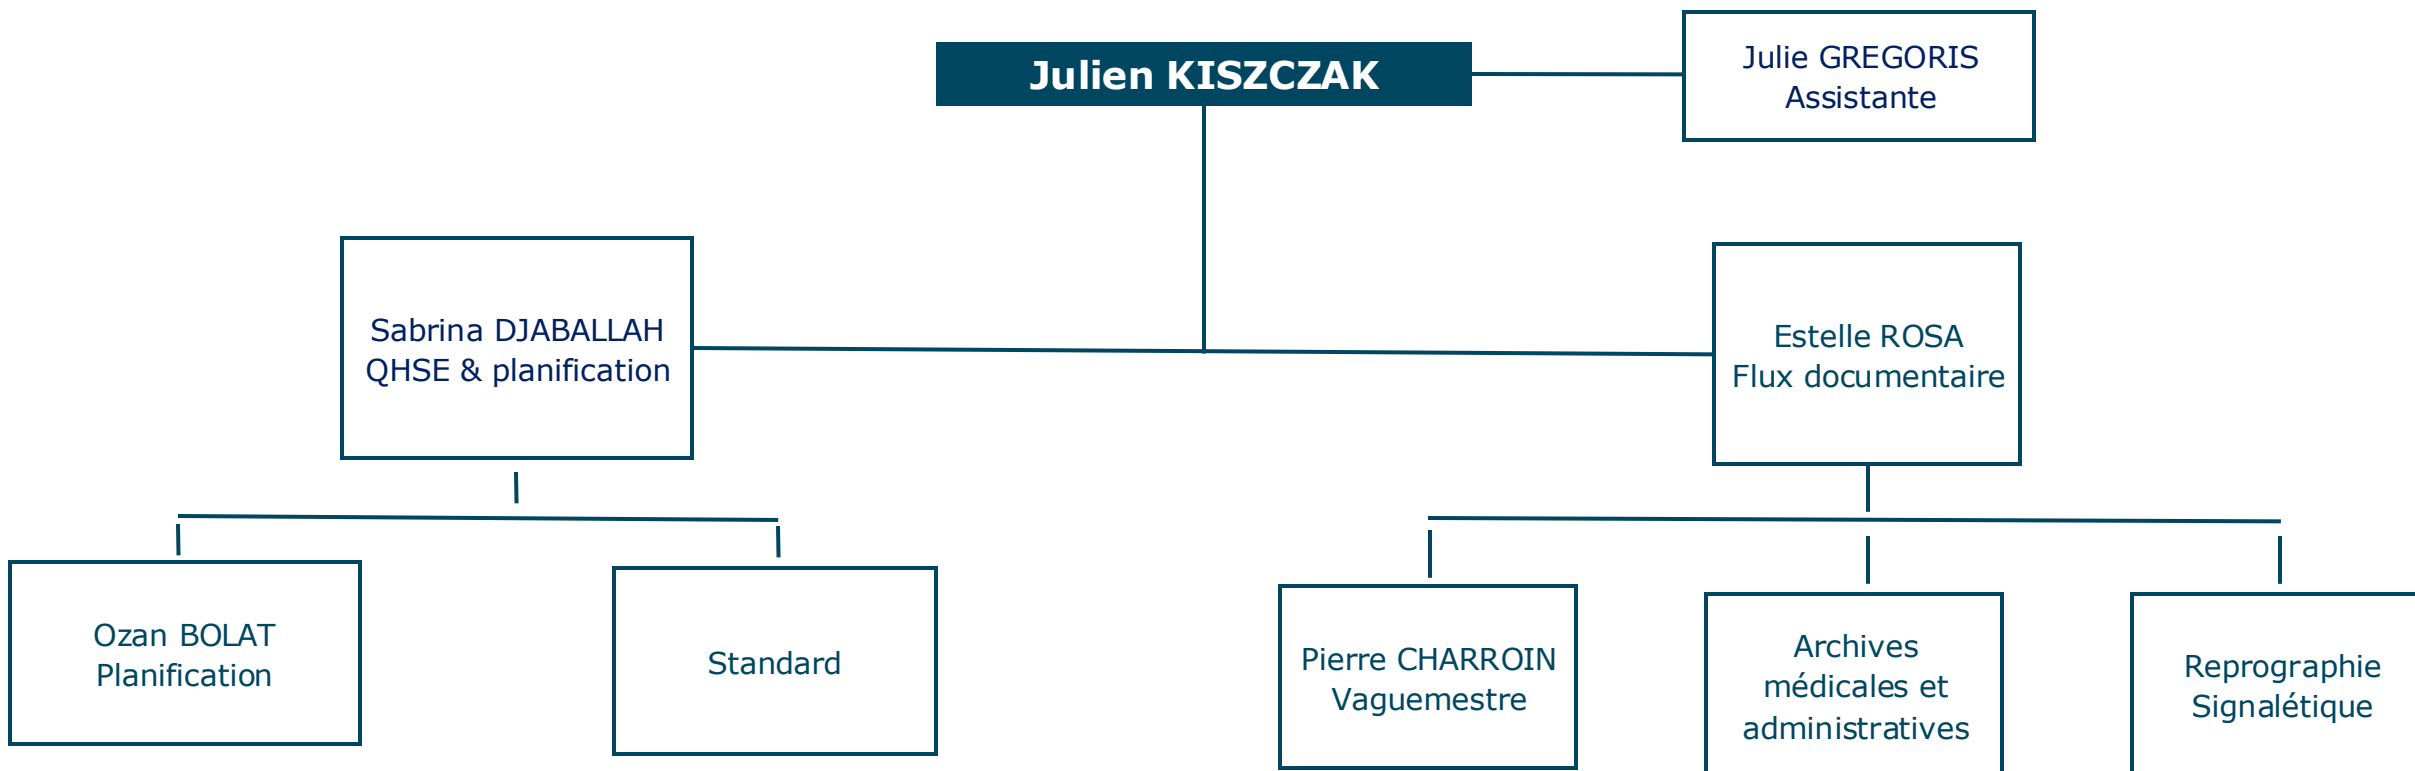 Julien KISZCZAK
Julie GREGORIS
Assistante
Sabrina DJABALLAH
QHSE & planification
Estelle ROSA
Flux documentaire
Ozan BOLAT
Planification
Standard
Pierre CHARROIN
Vaguemestre
Archives
médicales et
administratives
Reprographie
Signalétique